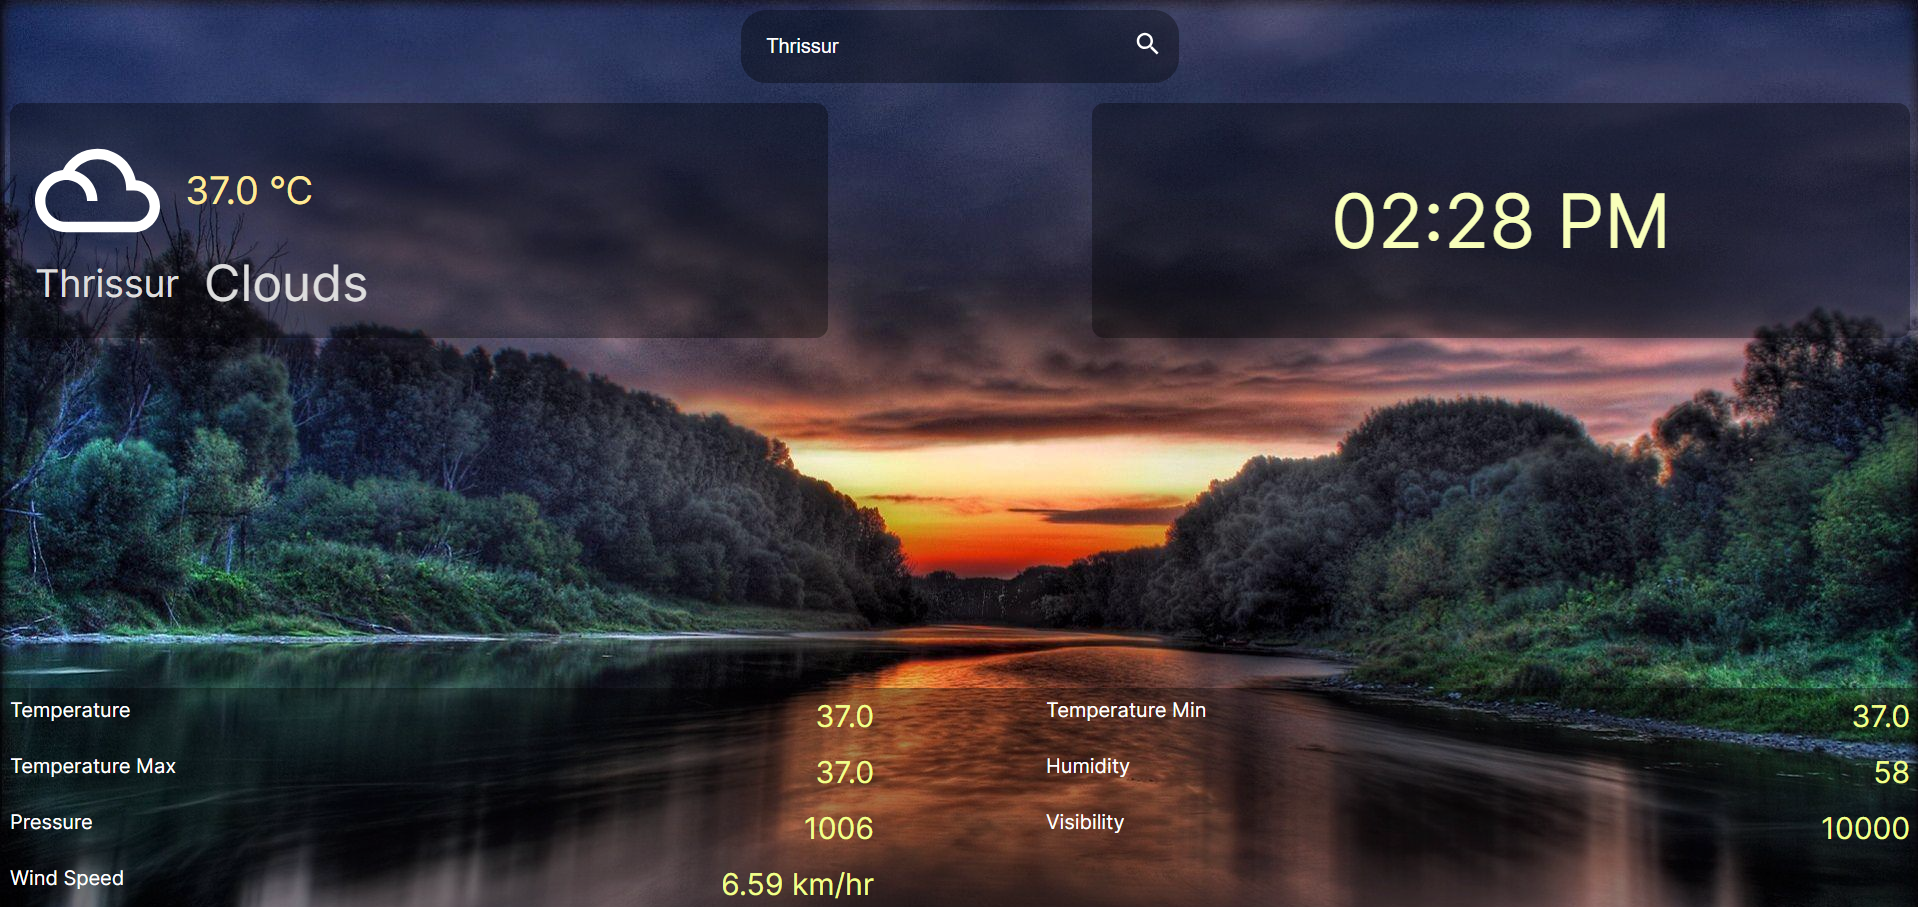 Thrissur
37.0 °C
Thrissur Clouds
02:28 PM
Temperature 37.0
Temperature Min 37.0
Temperature Max 37.0
Humidity 58
Pressure 1006
Visibility 10000
Wind Speed 6.59 km/hr